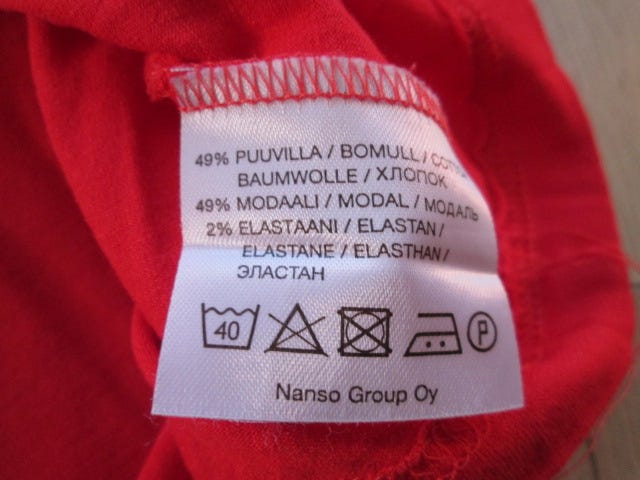 49% PUUVILLA / BOMULL / COTTON
BAUMWOLLE / ХЛОПОК
49% MODAALI / MODAL / МОДАЛЬ
2% ELASTAANI / ELASTAN /
ELASTANE / ELASTHAN /
ЭЛАСТАН
40 P
Nanso Group Oy